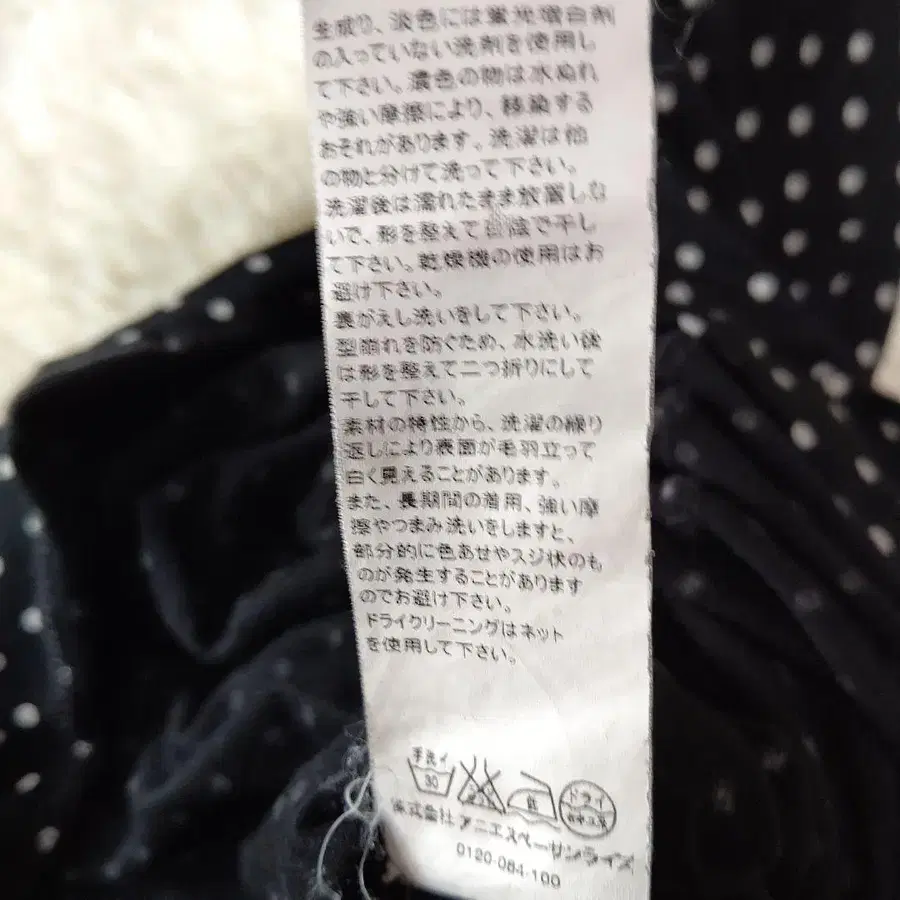 生成り、淡色には蛍光増白剤
の入っていない洗剤を使用し
て下さい。濃色の物は水ぬれ
や強い摩擦により、移染する
おそれがあります。洗濯は他
の物と分けて洗って下さい。
洗濯後は濡れたまま放置しな
いで、形を整えて日陰で干し
て下さい。乾燥機の使用はお
避け下さい。
裏がえし洗いをして下さい。
型崩れを防ぐため、水洗い後
は形を整えて二つ折りにして
干して下さい。
素材の特性から、洗濯の繰り
返しにより表面が毛羽立って
白く見えることがあります。
また、長期間の着用、強い摩
擦やつまみ洗いをしますと、
部分的に色あせやスジ状のも
のが発生することがあります
のでお避け下さい。
ドライクリーニングはネット
を使用して下さい。
手洗イ
30
低
ドライ
株式会社 アニエスベーサンライズ
0120-084-100